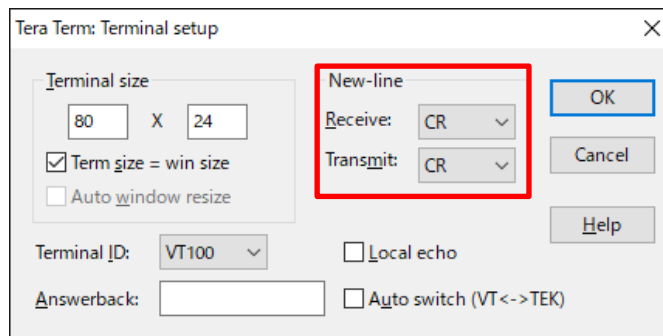 Tera Term: Terminal setup
Terminal size
80 X 24
Term size = win size
Auto window resize
New-line
Receive: CR
Transmit: CR
OK
Cancel
Help
Terminal ID: VT100
Local echo
Answerback:
Auto switch (VT<->TEK)